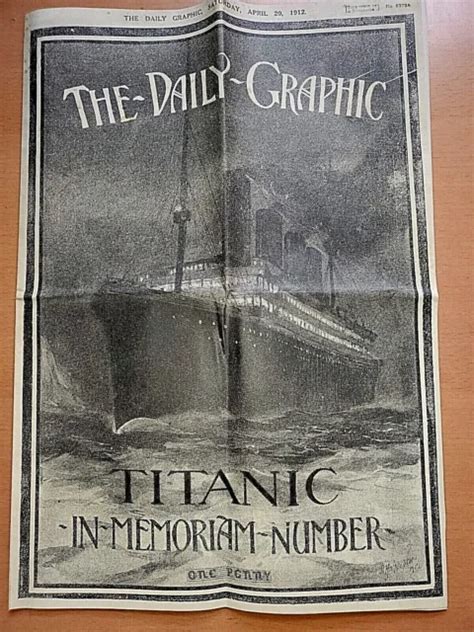 THE DAILY GRAPHIC, SATURDAY, APRIL 20, 1912.
THE-DAILY-GRAPHIC
TITANIC
-IN-MEMORIAM-NUMBER-
ONE PENNY